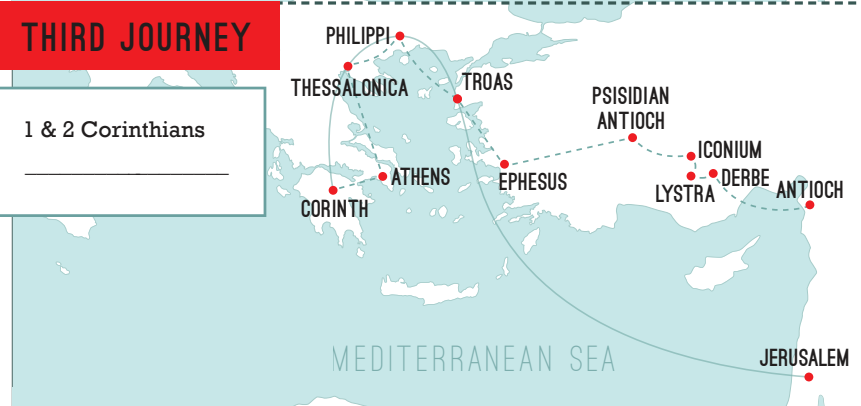 THIRD JOURNEY
1 & 2 Corinthians
PHILIPPI
THESSALONICA
TROAS
PSISIDIAN
ANTIOCH
ICONIUM
ATHENS
EPHESUS
DERBE
LYSTRA
ANTIOCH
CORINTH
MEDITERRANEAN SEA
JERUSALEM